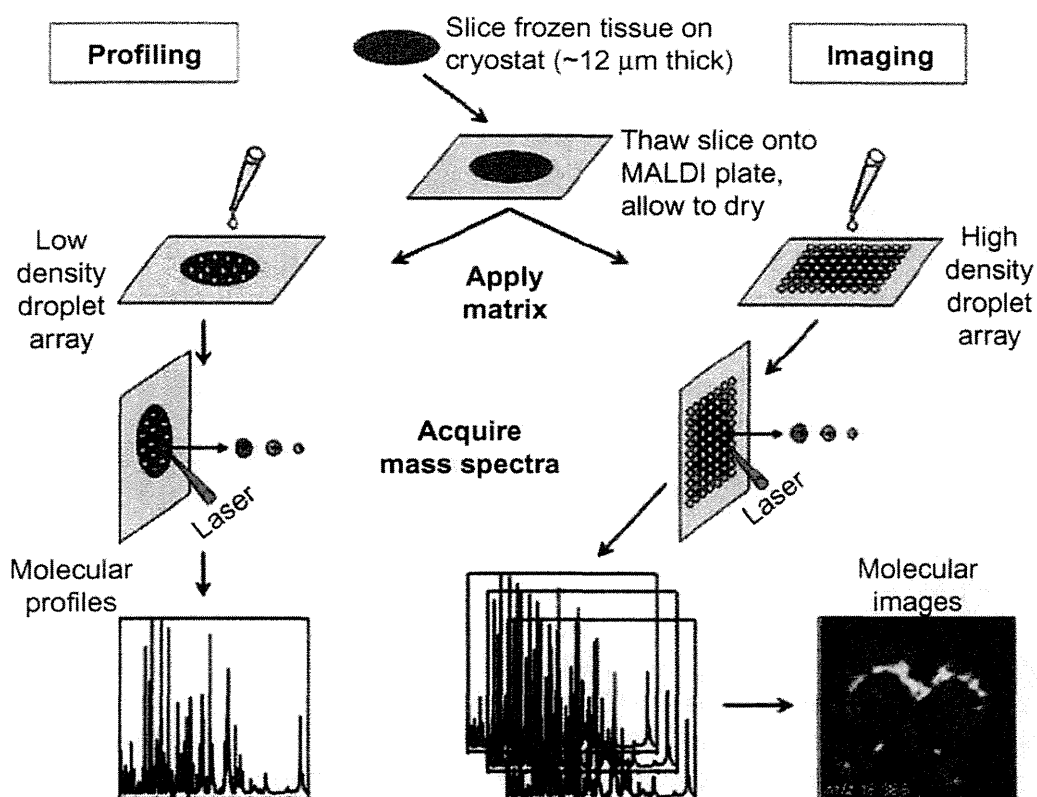 Profiling
Slice frozen tissue on
cryostat (~12 μm thick)
Imaging
Thaw slice onto
MALDI plate,
allow to dry
Low
density
droplet
array
Apply
matrix
High
density
droplet
array
Acquire
mass spectra
Laser
Laser
Molecular
profiles
Molecular
images